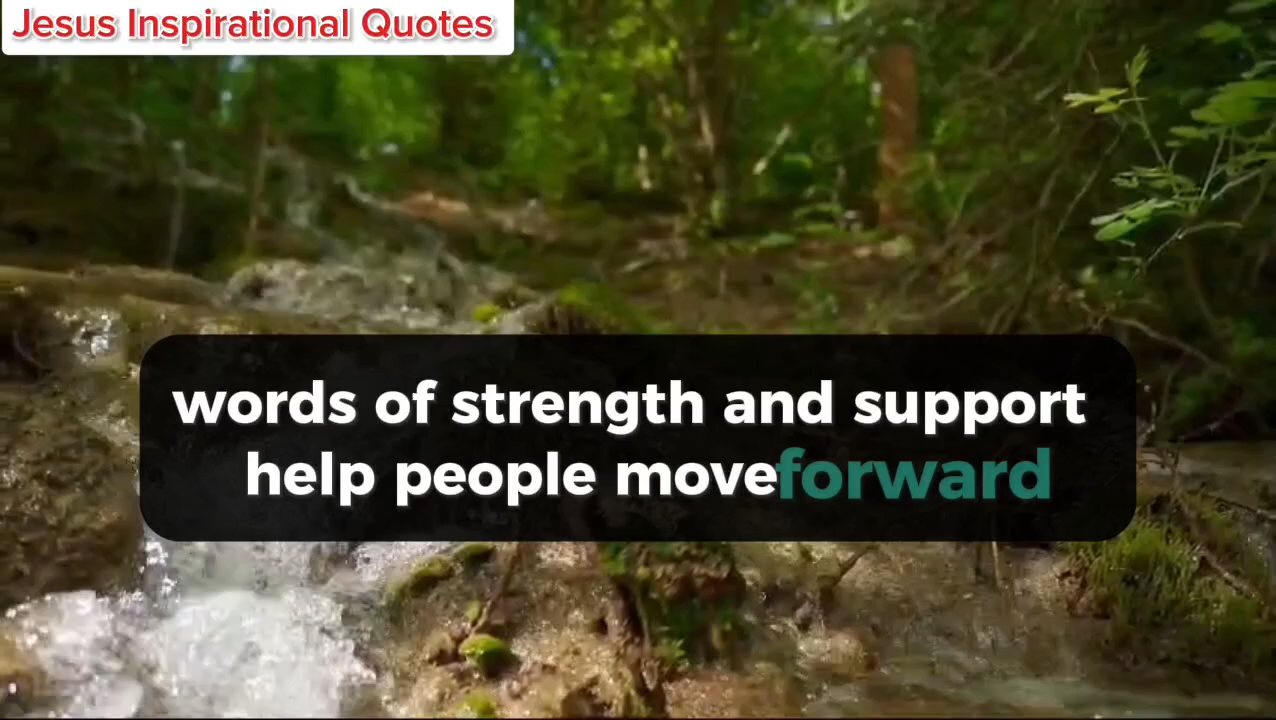 Jesus Inspirational Quotes
words of strength and support
help people moveforward